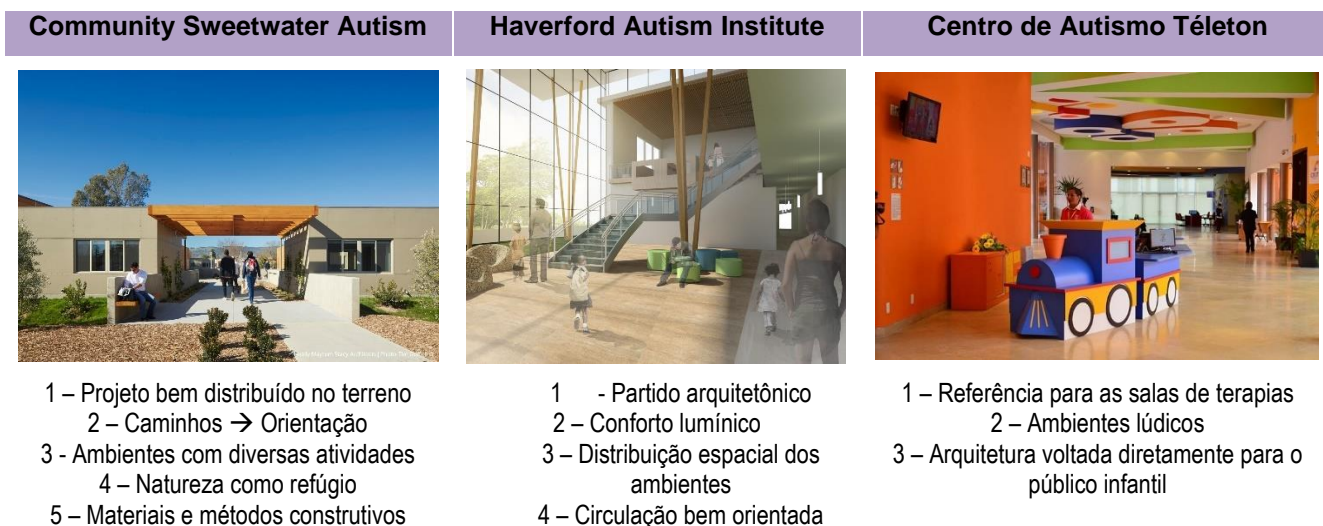 Community Sweetwater Autism
Haverford Autism Institute
Centro de Autismo Téleton
1 – Projeto bem distribuído no terreno
2 – Caminhos → Orientação
3 - Ambientes com diversas atividades
4 – Natureza como refúgio
5 – Materiais e métodos construtivos
1 - Partido arquitetônico
2 – Conforto lumínico
3 – Distribuição espacial dos
ambientes
4 – Circulação bem orientada
1 – Referência para as salas de terapias
2 – Ambientes lúdicos
3 – Arquitetura voltada diretamente para o
público infantil